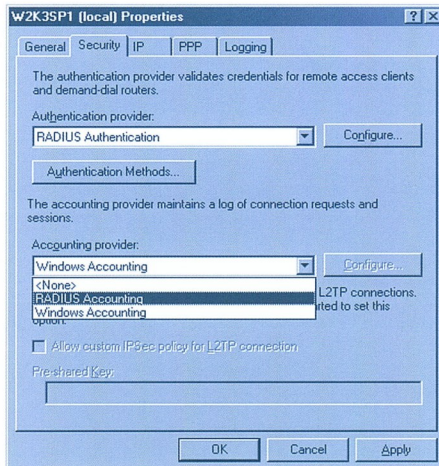 W2K3SP1 (local) Properties
General Security IP PPP Logging
The authentication provider validates credentials for remote access clients
and demand-dial routers.
Authentication provider:
RADIUS Authentication
Configure...
Authentication Methods...
The accounting provider maintains a log of connection requests and
sessions.
Accounting provider:
Windows Accounting
Configure...
<None>
RADIUS Accounting
Windows Accounting
L2TP connections.
rted to set this
option.
Allow custom IPSec policy for L2TP connection
Pre-shared Key:
OK Cancel Apply